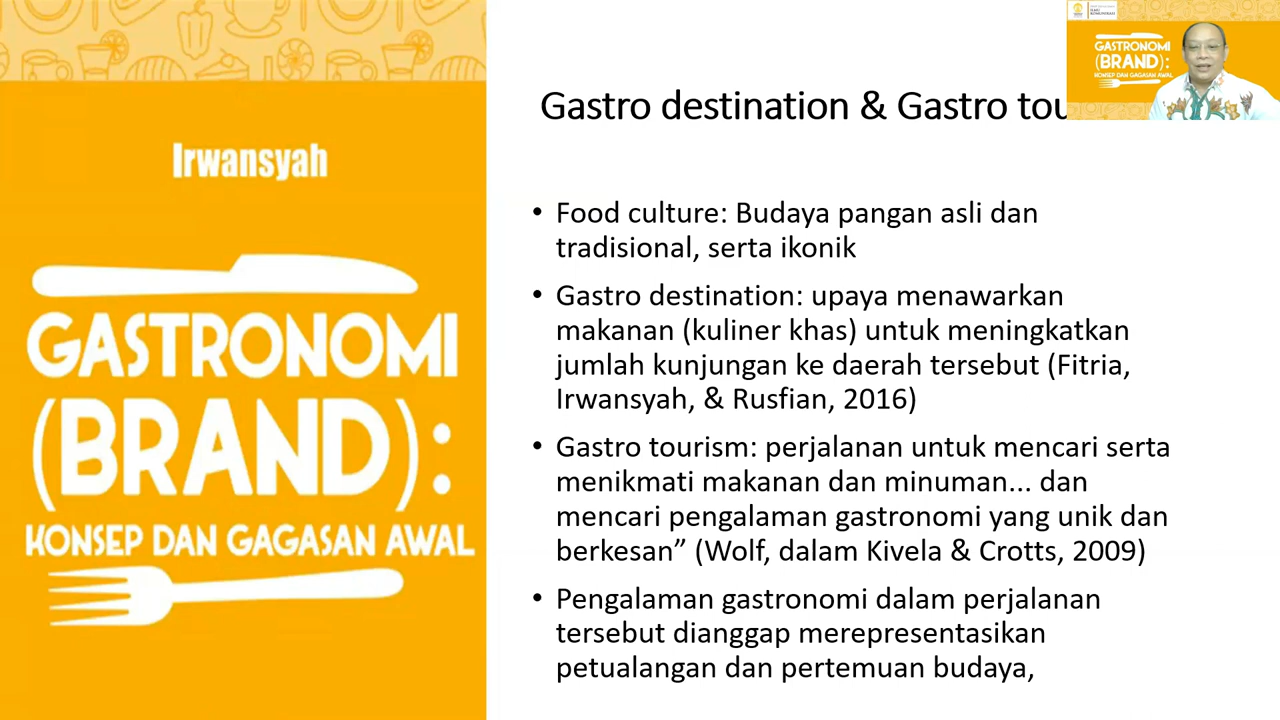 Irwansyah
GASTRONOMI
(BRAND):
KONSEP DAN GAGASAN AWAL
Gastro destination & Gastro
• Food culture: Budaya pangan asli dan
tradisional, serta ikonik
• Gastro destination: upaya menawarkan
makanan (kuliner khas) untuk meningkatkan
jumlah kunjungan ke daerah tersebut (Fitria,
Irwansyah, & Rusfian, 2016)
• Gastro tourism: perjalanan untuk mencari serta
menikmati makanan dan minuman... dan
mencari pengalaman gastronomi yang unik dan
berkesan” (Wolf, dalam Kivela & Crotts, 2009)
• Pengalaman gastronomi dalam perjalanan
tersebut dianggap merepresentasikan
petualangan dan pertemuan budaya,
GASTRONOMI
(BRAND):
KONSEP DAN GAGASAN AWAL